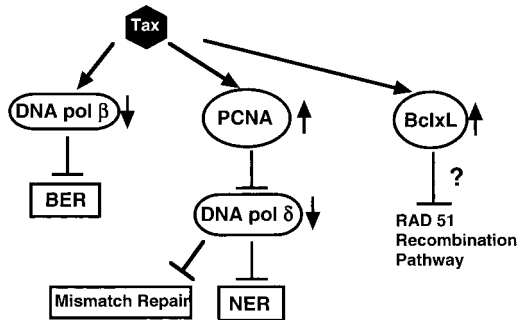 Tax
DNA pol β
PCNA
BclxL
BER
?
DNA pol δ
RAD 51
Recombination
Pathway
Mismatch Repair
NER